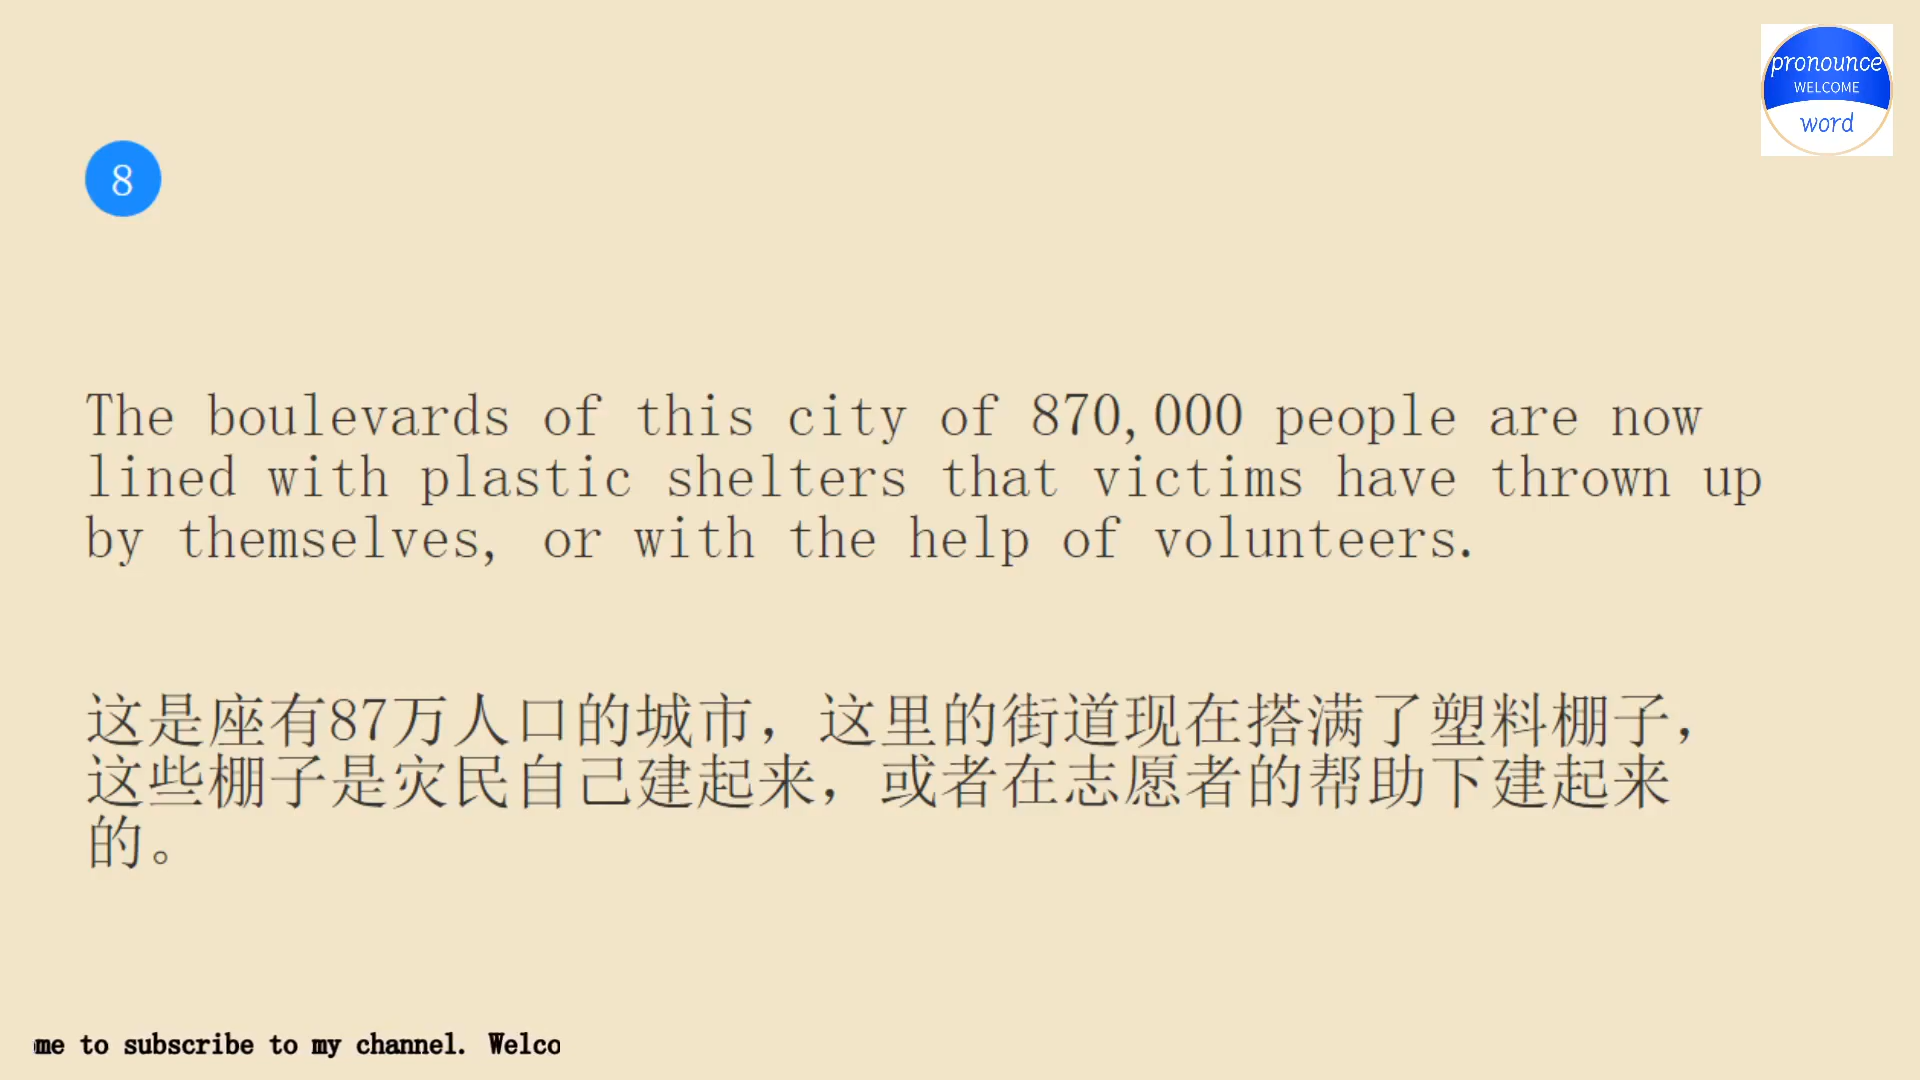 pronounce
WELCOME
word
8
The boulevards of this city of 870,000 people are now
lined with plastic shelters that victims have thrown up
by themselves, or with the help of volunteers.
这是座有87万人口的城市，这里的街道现在搭满了塑料棚子，
这些棚子是灾民自己建起来，或者在志愿者的帮助下建起来
的。
me to subscribe to my channel. Welco